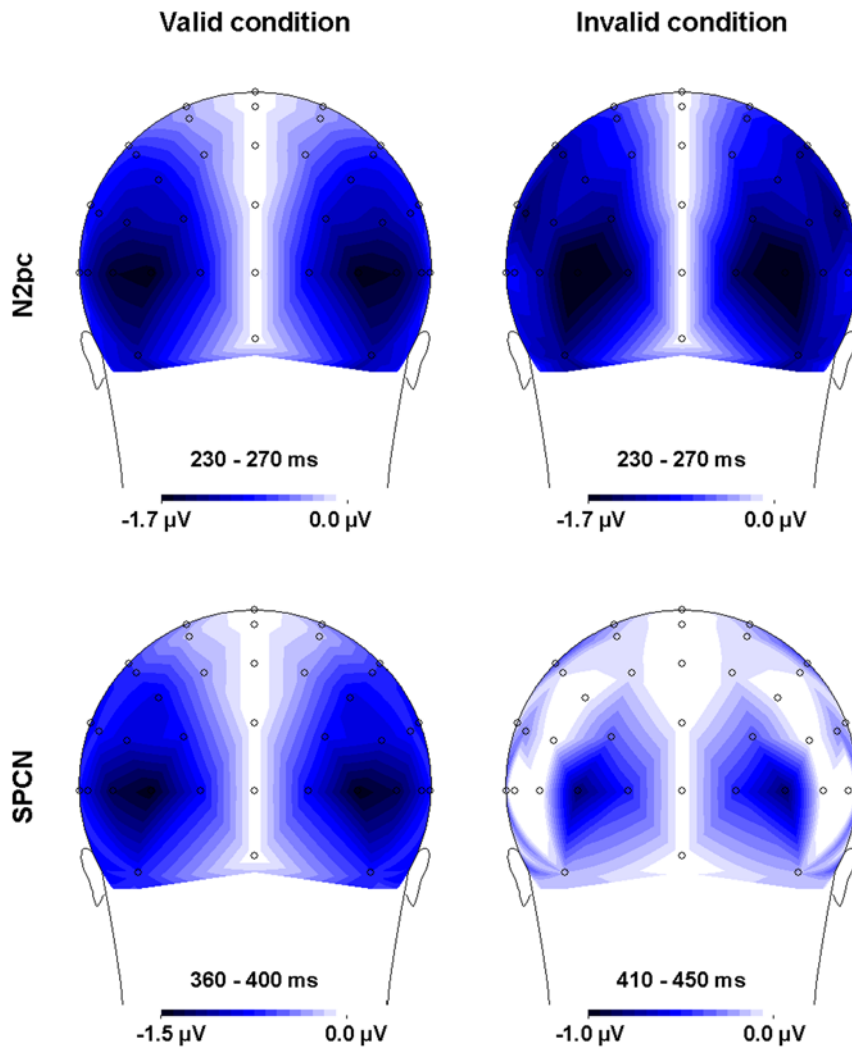 Valid condition
Invalid condition
N2pc
230 - 270 ms
-1.7 µV
0.0 µV
230 - 270 ms
-1.7 µV
0.0 µV
SPCN
360 - 400 ms
-1.5 µV
0.0 µV
410 - 450 ms
-1.0 µV
0.0 µV